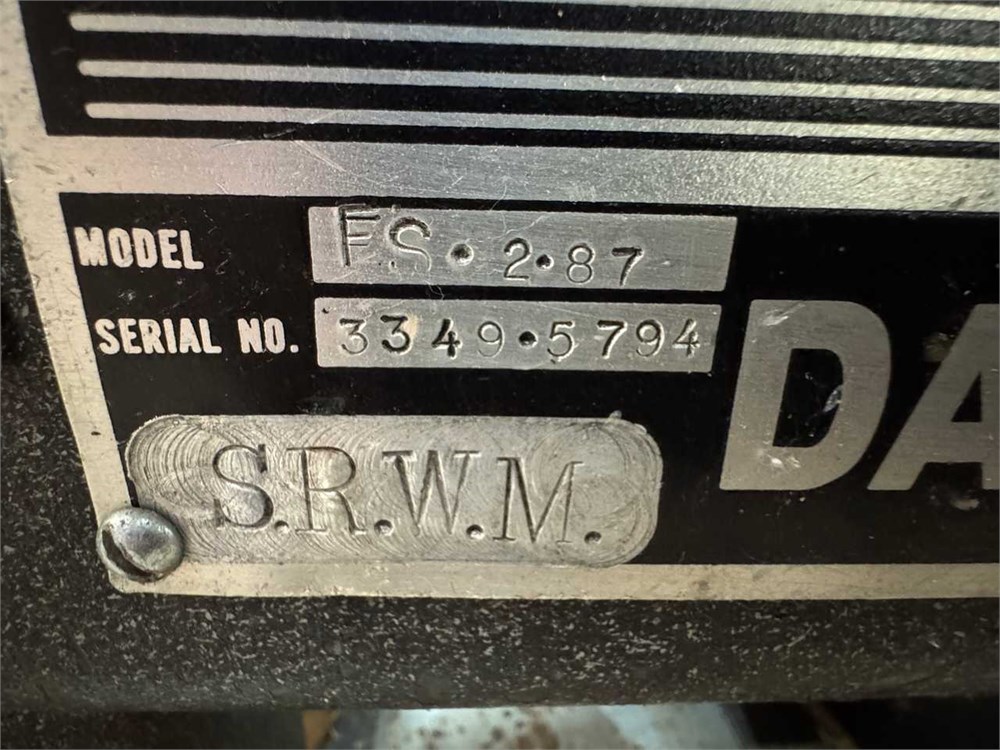 MODEL FS·2·87
SERIAL NO. 3349·5794
DA
S.R.W.M.